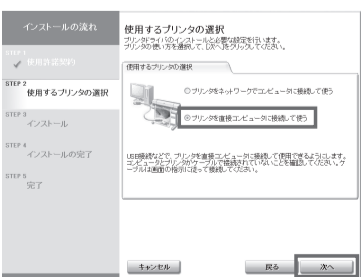 インストールの流れ
STEP 1
使用許諾契約
STEP 2
使用するプリンタの選択
STEP 3
インストール
STEP 4
インストールの完了
STEP 5
完了
使用するプリンタの選択
プリンタドライバのインストールと必要な設定を行います。
プリンタの使い方を選択して、[次へ]をクリックしてください。
使用するプリンタの選択
プリンタをネットワークでコンピュータに接続して使う
プリンタを直接コンピュータに接続して使う
USB接続などで、プリンタを直接コンピュータに接続して使用できるようにします。
コンピュータとプリンタがケーブルで接続されていないことを確認してください。ケ
ーブルは画面の指示に従って接続してください。
キャンセル
戻る
次へ